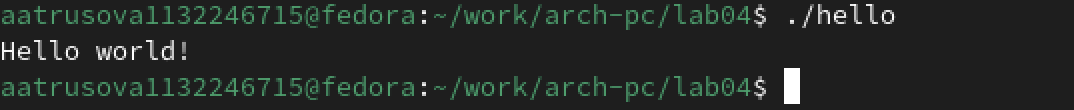 aatrusova1132246715@fedora:~/work/arch-pc/lab04$ ./hello
Hello world!
aatrusova1132246715@fedora:~/work/arch-pc/lab04$